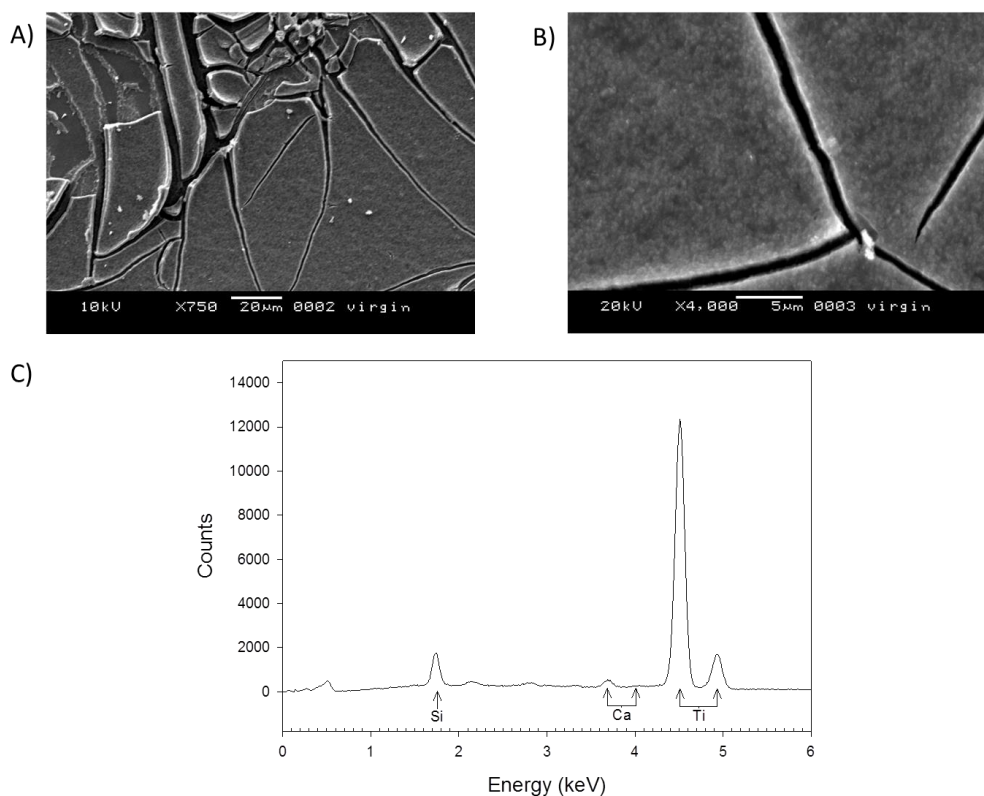 A)
10kV X750 20µm 0002 virgin
B)
20kV X4,000 5µm 0003 virgin
C)
14000
12000
10000
8000
6000
4000
2000
0
Counts
Si
Ca
Ti
0 1 2 3 4 5 6
Energy (keV)